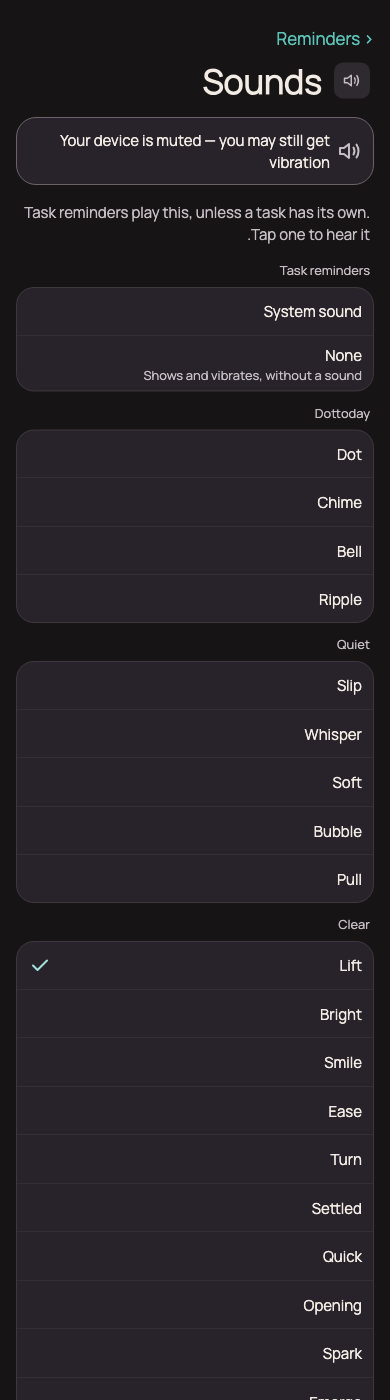 Reminders
Sounds
Your device is muted — you may still get
vibration
Task reminders play this, unless a task has its own.
.Tap one to hear it
Task reminders
System sound
None
Shows and vibrates, without a sound
Dottoday
Dot
Chime
Bell
Ripple
Quiet
Slip
Whisper
Soft
Bubble
Pull
Clear
Lift
Bright
Smile
Ease
Turn
Settled
Quick
Opening
Spark